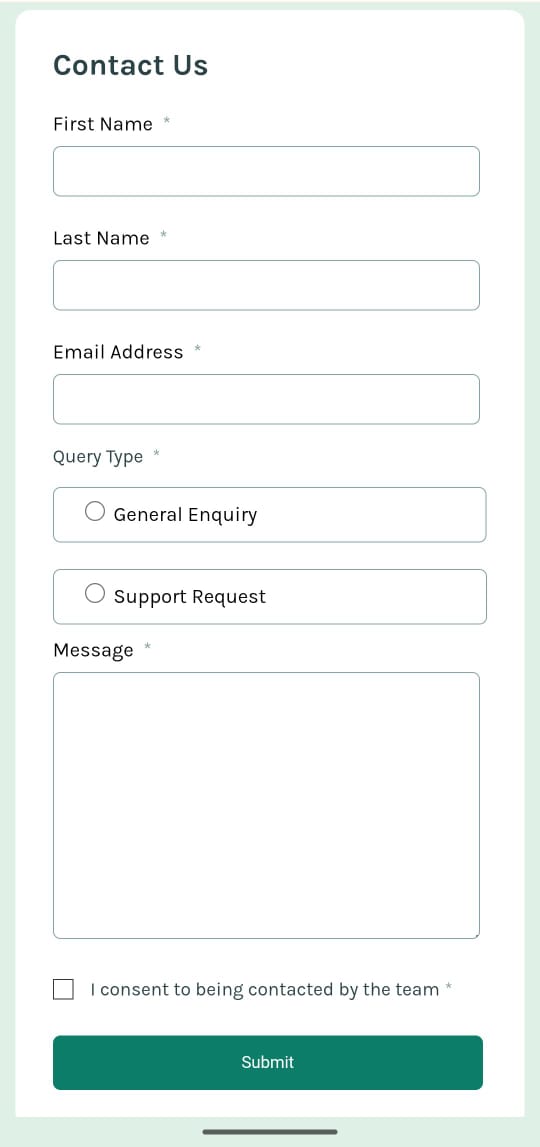 Contact Us
First Name *
Last Name *
Email Address *
Query Type *
General Enquiry
Support Request
Message *
I consent to being contacted by the team *
Submit